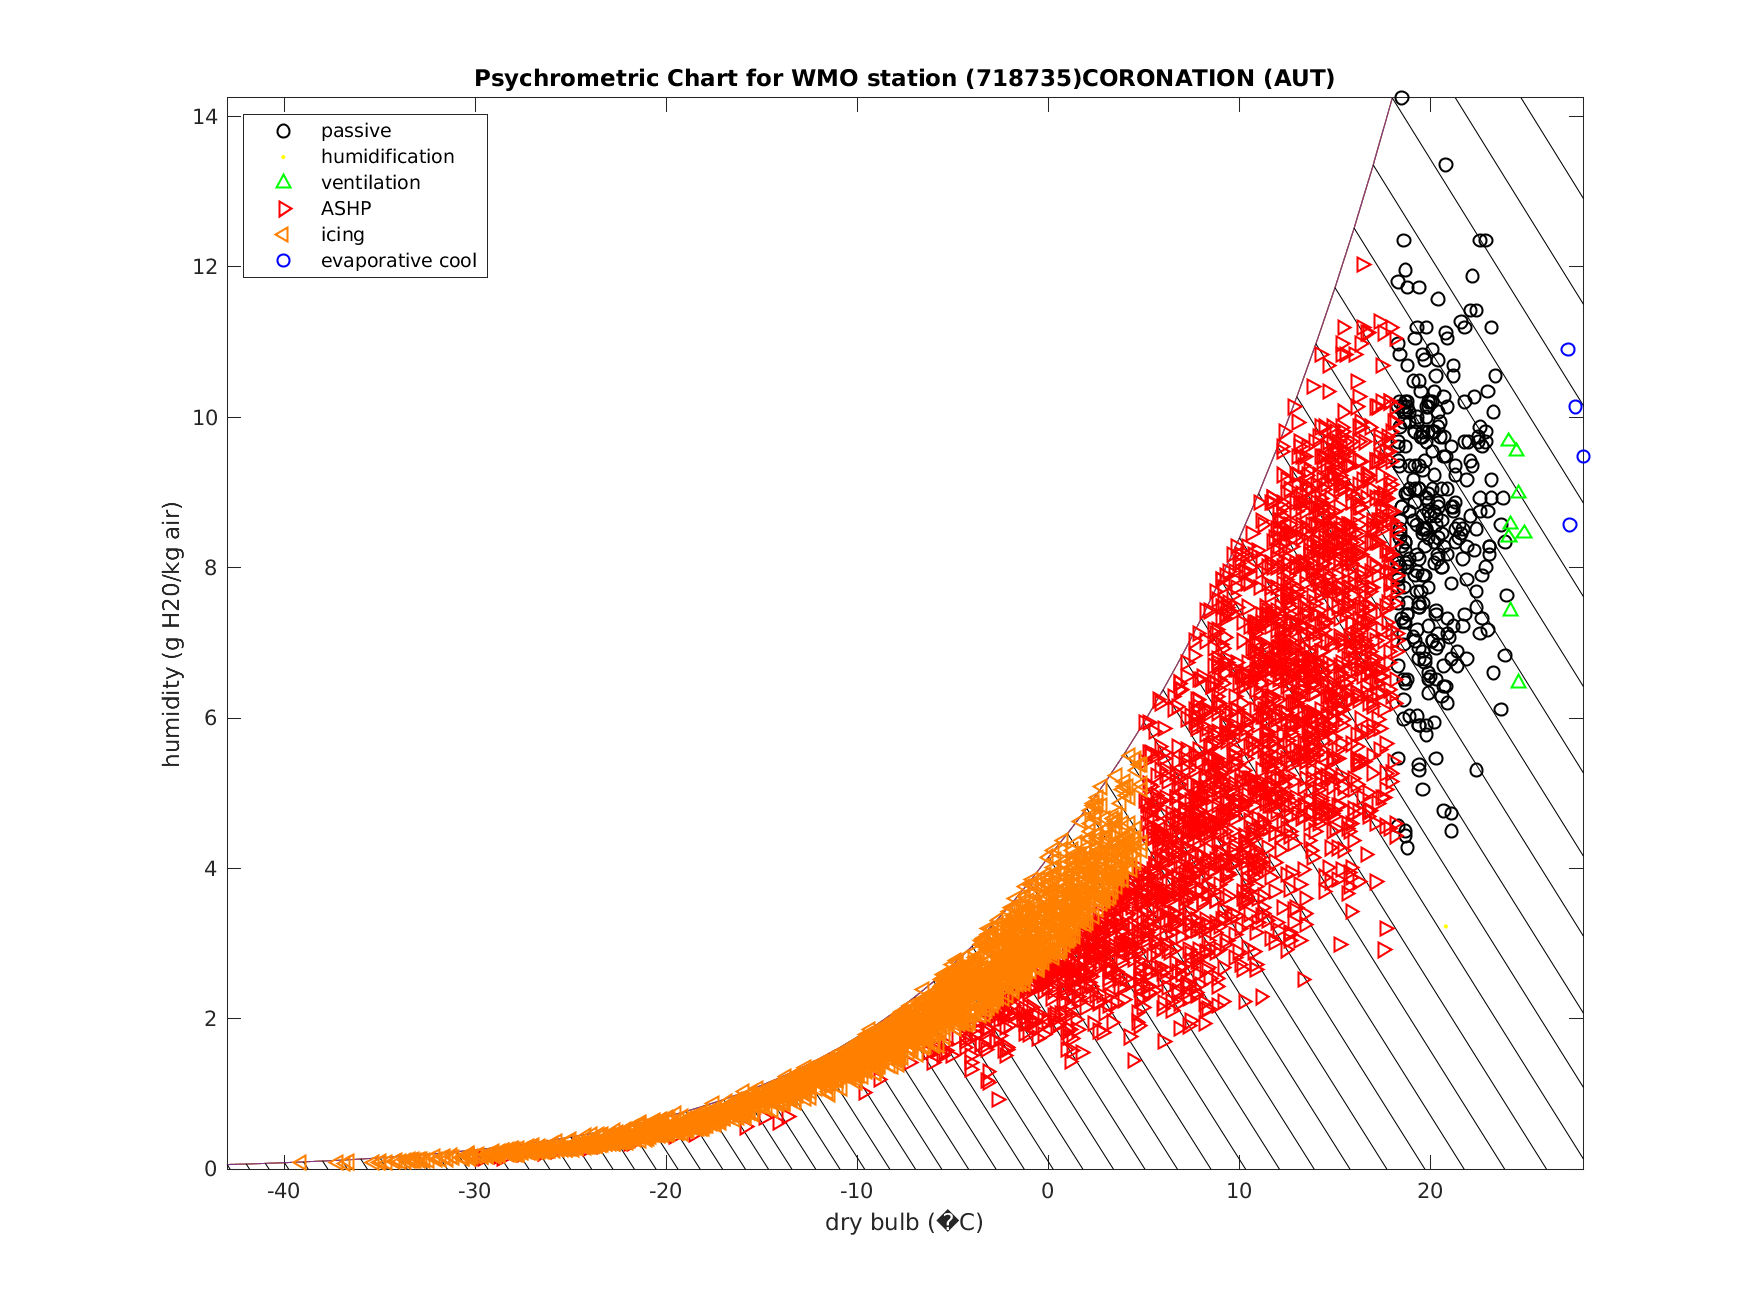 Psychrometric Chart for WMO station (718735)CORONATION (AUT)
14
12
10
8
6
4
2
0
humidity (g H20/kg air)
passive
humidification
ventilation
ASHP
icing
evaporative cool
-40 -30 -20 -10 0 10 20
dry bulb (�C)